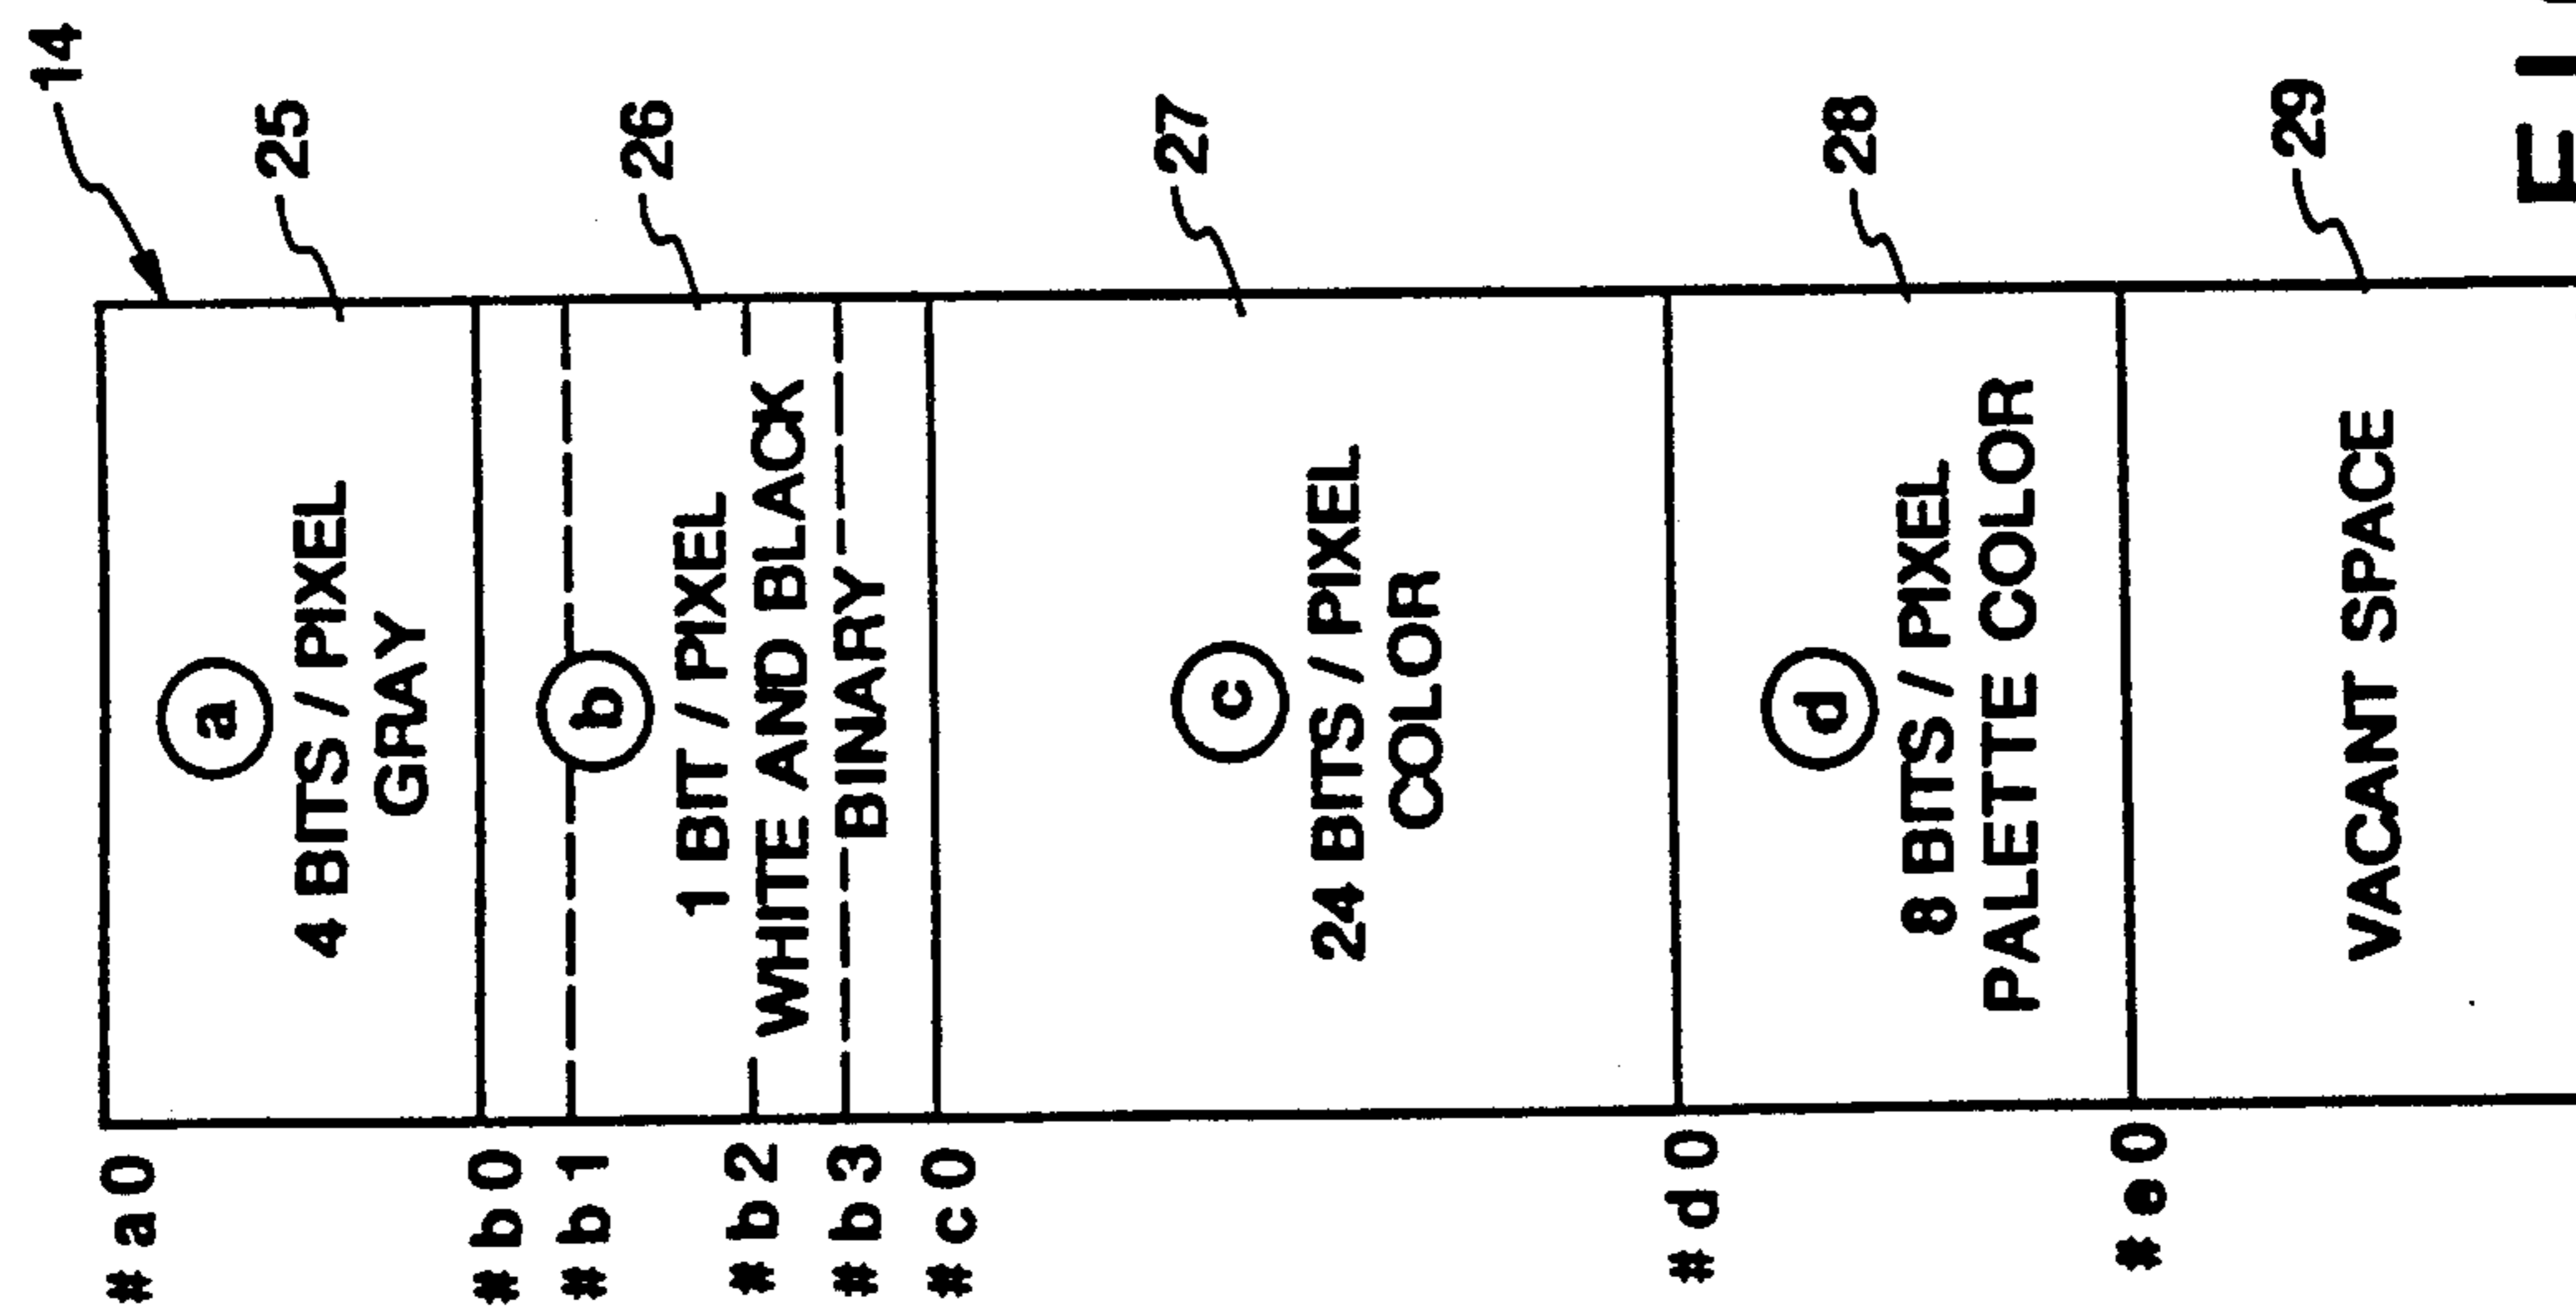 14
#a0
a
4 BITS / PIXEL
GRAY
25
#b0
#b1
b
1 BIT / PIXEL
26
#b2
WHITE AND BLACK
#b3
BINARY
#c0
c
24 BITS / PIXEL
COLOR
27
#d0
d
8 BITS / PIXEL
PALETTE COLOR
28
#e0
VACANT SPACE
29